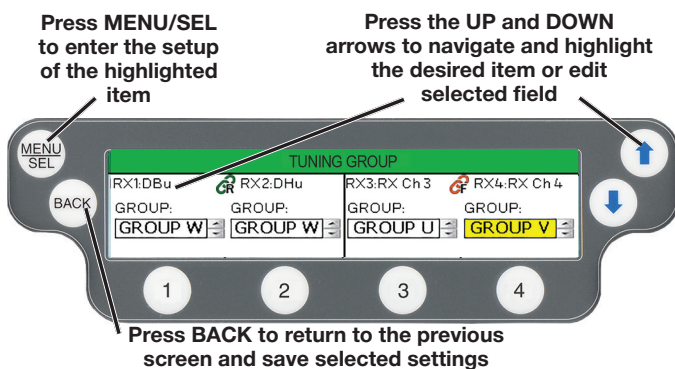 Press MENU/SEL
to enter the setup
of the highlighted
item
Press the UP and DOWN
arrows to navigate and highlight
the desired item or edit
selected field
MENU
SEL
BACK
TUNING GROUP
RX1:DBu
R
RX2:DHu
RX3:RX Ch 3
F
RX4:RX Ch 4
GROUP:
GROUP:
GROUP:
GROUP:
GROUP W
GROUP W
GROUP U
GROUP V
1
2
3
4
Press BACK to return to the previous
screen and save selected settings